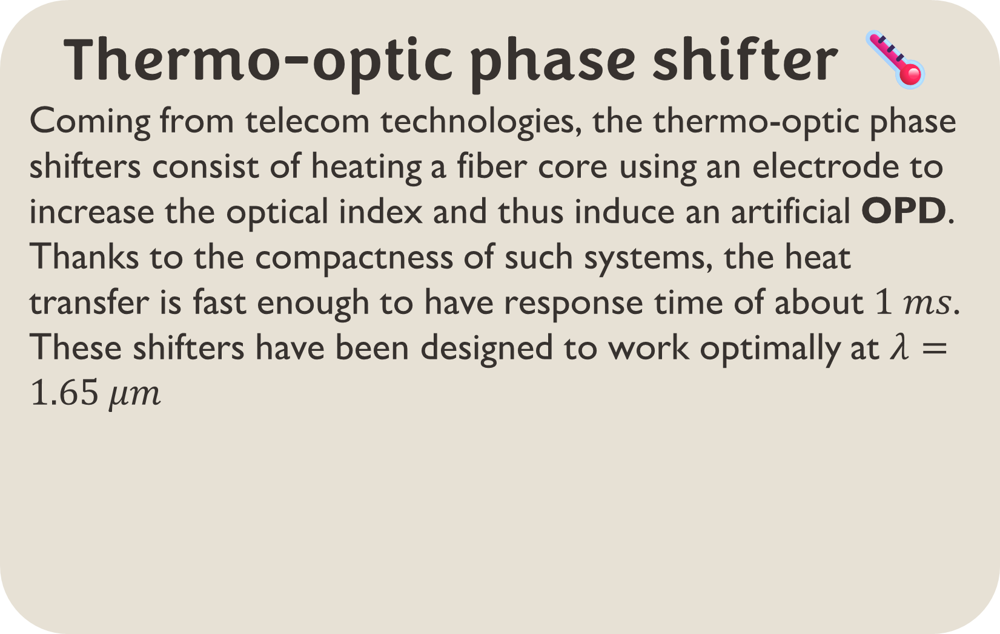 Thermo-optic phase shifter
Coming from telecom technologies, the thermo-optic phase
shifters consist of heating a fiber core using an electrode to
increase the optical index and thus induce an artificial OPD.
Thanks to the compactness of such systems, the heat
transfer is fast enough to have response time of about 1 ms.
These shifters have been designed to work optimally at λ =
1.65 μm